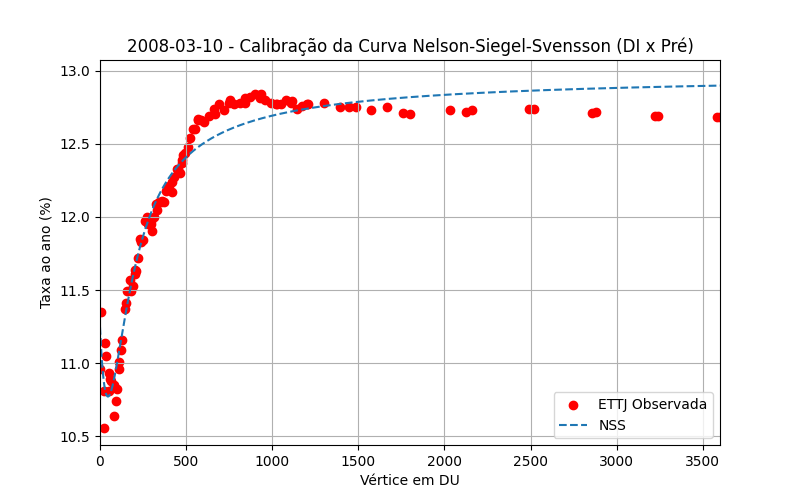 2008-03-10 - Calibração da Curva Nelson-Siegel-Svensson (DI x Pré)
Taxa ao ano (%)
13.0
12.5
12.0
11.5
11.0
10.5
0 500 1000 1500 2000 2500 3000 3500
Vértice em DU
ETTJ Observada
NSS